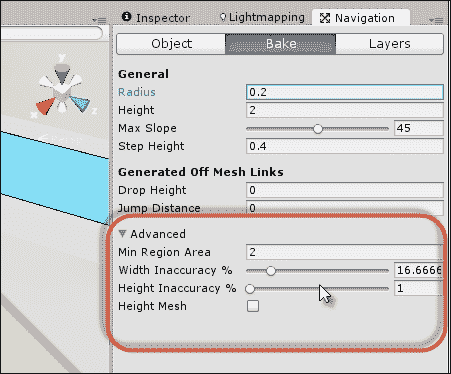 Inspector Lightmapping Navigation
Object Bake Layers
General
Radius 0.2
Height 2
Max Slope 45
Step Height 0.4
Generated Off Mesh Links
Drop Height 0
Jump Distance 0
Advanced
Min Region Area 2
Width Inaccuracy % 16.6666
Height Inaccuracy % 1
Height Mesh